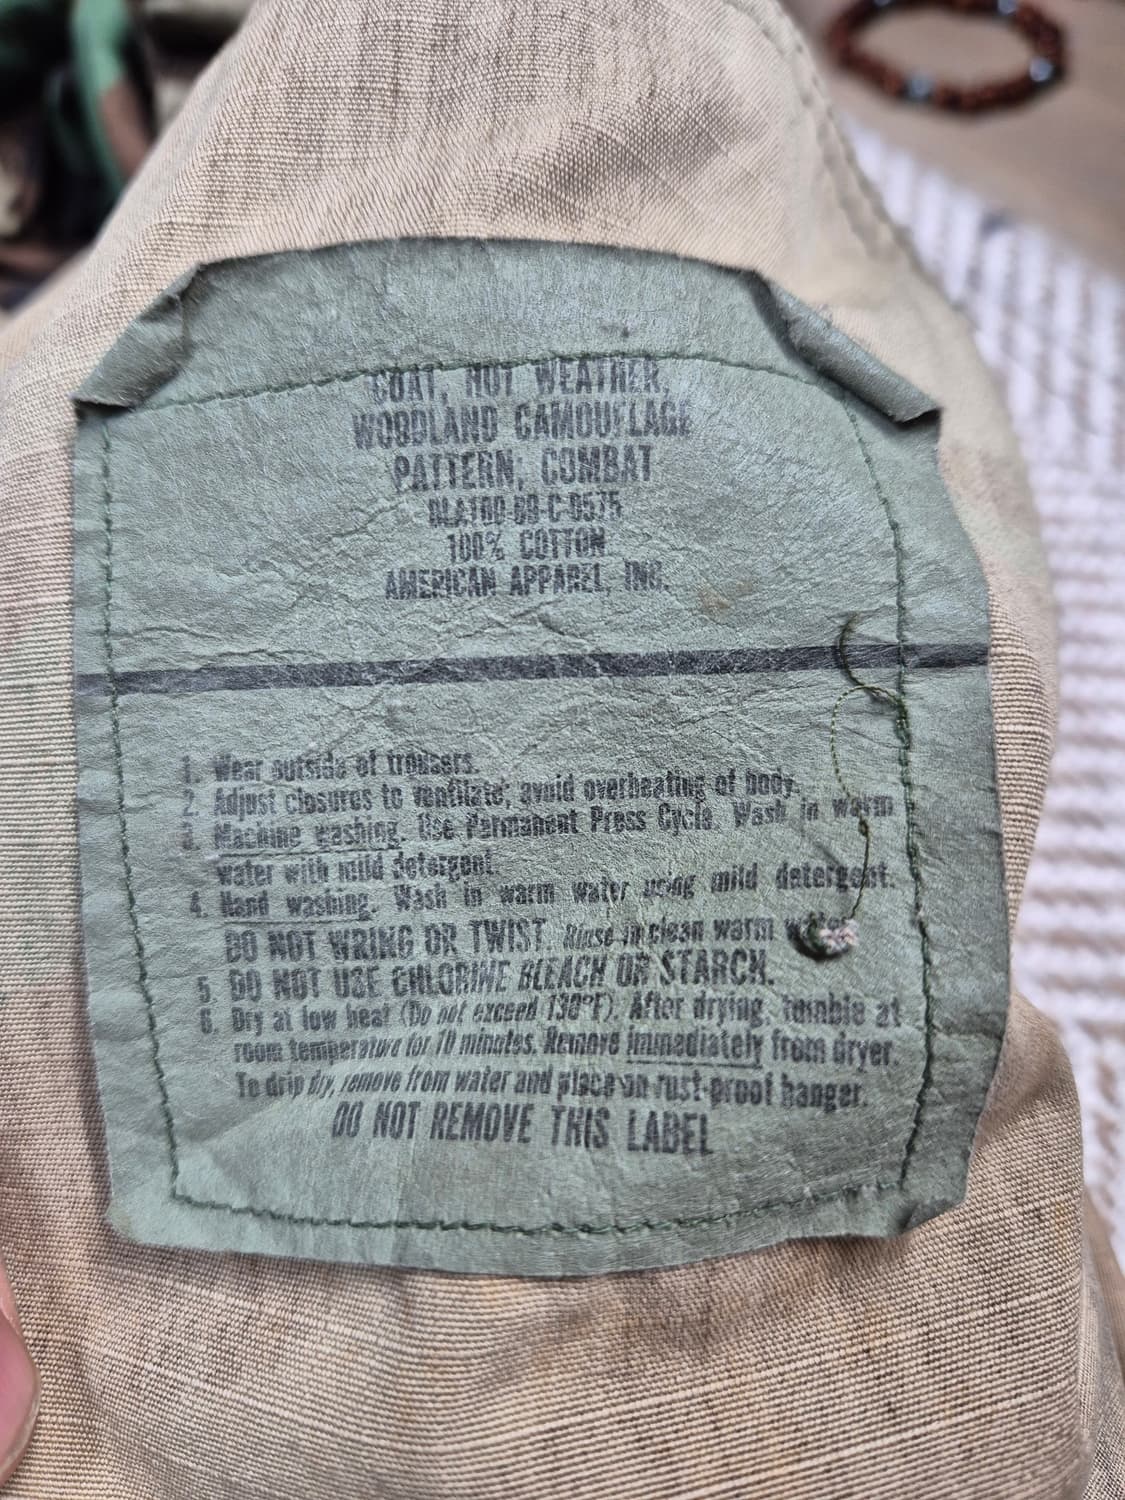 COAT, HOT WEATHER,
WOODLAND CAMOUFLAGE
PATTERN, COMBAT
100% COTTON
AMERICAN APPAREL, INC.
1. Wear outside of trousers.
2. Adjust closures to ventilate; avoid overheating of body.
3. Machine washing. Use Permanent Press Cycle. Wash in warm
water with mild detergent.
4. Hand washing. Wash in warm water using mild detergent.
DO NOT WRING OR TWIST. Rinse in clean warm water.
5. DO NOT USE CHLORINE BLEACH OR STARCH.
6. Dry at low heat (Do not exceed 130°F). After drying, tumble at
room temperature for 10 minutes. Remove immediately from dryer.
To drip dry, remove from water and place on rust-proof hanger.
DO NOT REMOVE THIS LABEL